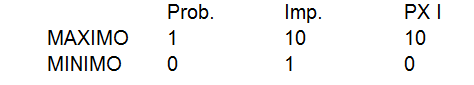 Prob. Imp. PX I
MAXIMO 1 10 10
MINIMO 0 1 0